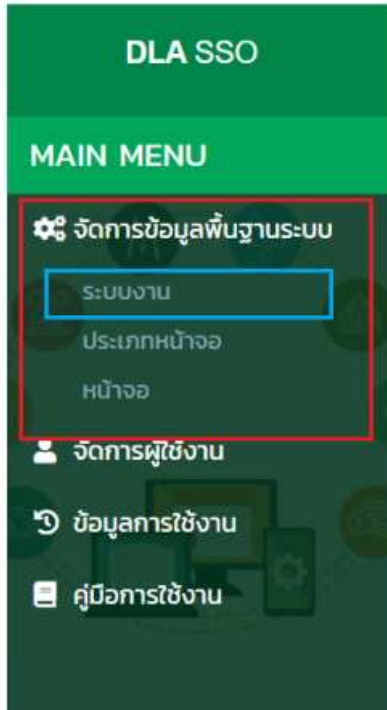 DLA SSO
MAIN MENU
จัดการข้อมูลพื้นฐานระบบ
ระบบงาน
ประเภทหน้าจอ
หน้าจอ
จัดการผู้ใช้งาน
ข้อมูลการใช้งาน
คู่มือการใช้งาน